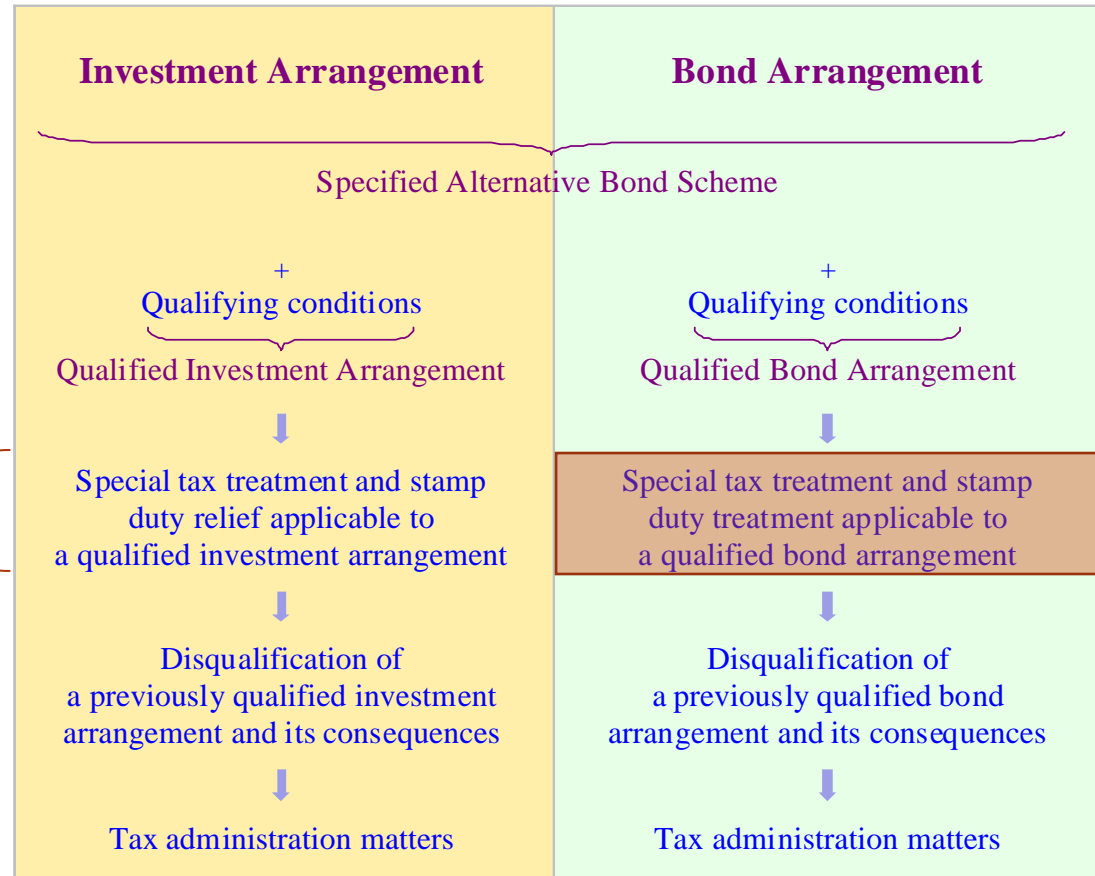 Investment Arrangement
Bond Arrangement
Specified Alternative Bond Scheme
+
Qualifying conditions
Qualified Investment Arrangement
Special tax treatment and stamp
duty relief applicable to
a qualified investment arrangement
Disqualification of
a previously qualified investment
arrangement and its consequences
Tax administration matters
+
Qualifying conditions
Qualified Bond Arrangement
Special tax treatment and stamp
duty treatment applicable to
a qualified bond arrangement
Disqualification of
a previously qualified bond
arrangement and its consequences
Tax administration matters